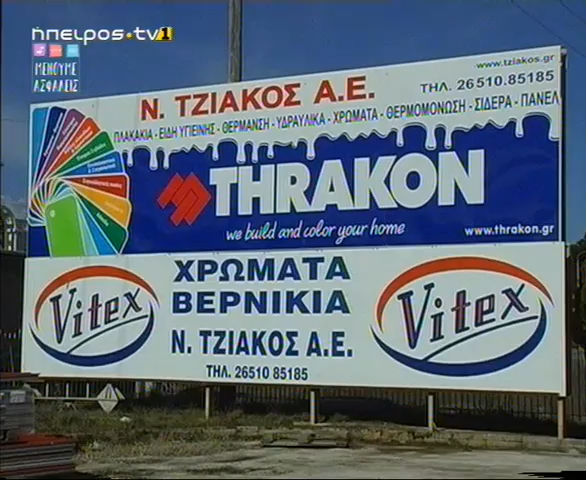 ήπειρος.tv1
ΜΕΝΟΥΜΕ
ΑΣΦΑΛΕΙΣ
www.tziakos.gr
Ν. ΤΖΙΑΚΟΣ Α.Ε.
ΤΗΛ. 26510.85185
ΠΛΑΚΑΚΙΑ - ΕΙΔΗ ΥΓΙΕΙΝΗΣ - ΘΕΡΜΑΝΣΗ - ΥΔΡΑΥΛΙΚΑ - ΧΡΩΜΑΤΑ - ΘΕΡΜΟΜΟΝΩΣΗ - ΣΙΔΕΡΑ - ΠΑΝΕΛ
THRAKON
we build and color your home
www.thrakon.gr
Vitex
ΧΡΩΜΑΤΑ
ΒΕΡΝΙΚΙΑ
Ν. ΤΖΙΑΚΟΣ Α.Ε.
ΤΗΛ. 26510 85185
Vitex